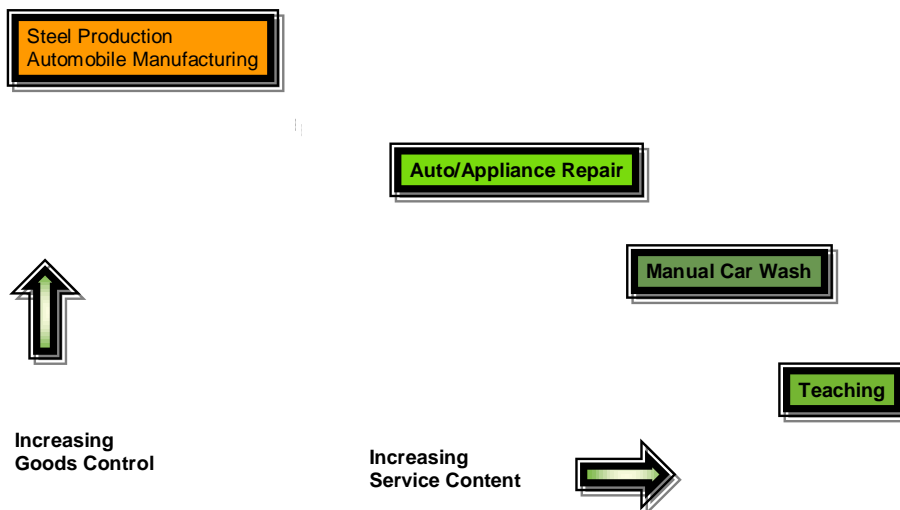 Steel Production
Automobile Manufacturing
Auto/Appliance Repair
Manual Car Wash
Teaching
Increasing
Goods Control
Increasing
Service Content